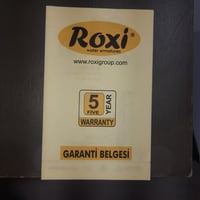 Roxi®
water armatures
www.roxigroup.com
5
FIVE
YEAR
WARRANTY
GARANTİ BELGESİ